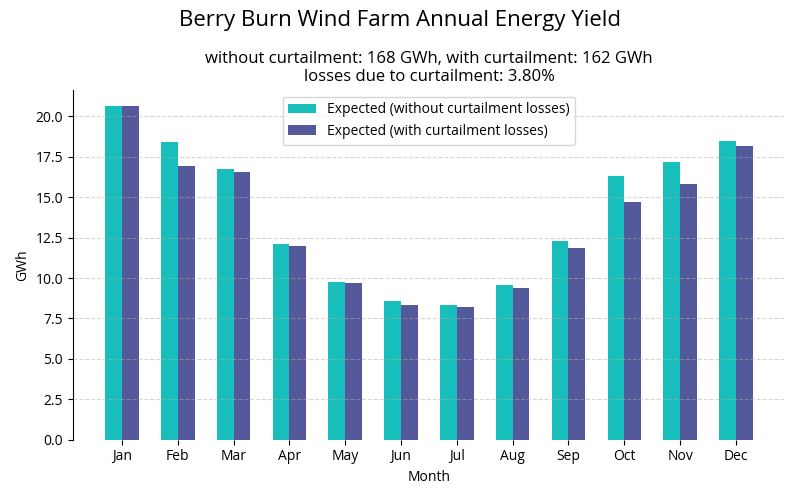 Berry Burn Wind Farm Annual Energy Yield
without curtailment: 168 GWh, with curtailment: 162 GWh
losses due to curtailment: 3.80%
Expected (without curtailment losses)
Expected (with curtailment losses)
20.0
17.5
15.0
12.5
10.0
7.5
5.0
2.5
0.0
GWh
Jan Feb Mar Apr May Jun Jul Aug Sep Oct Nov Dec
Month